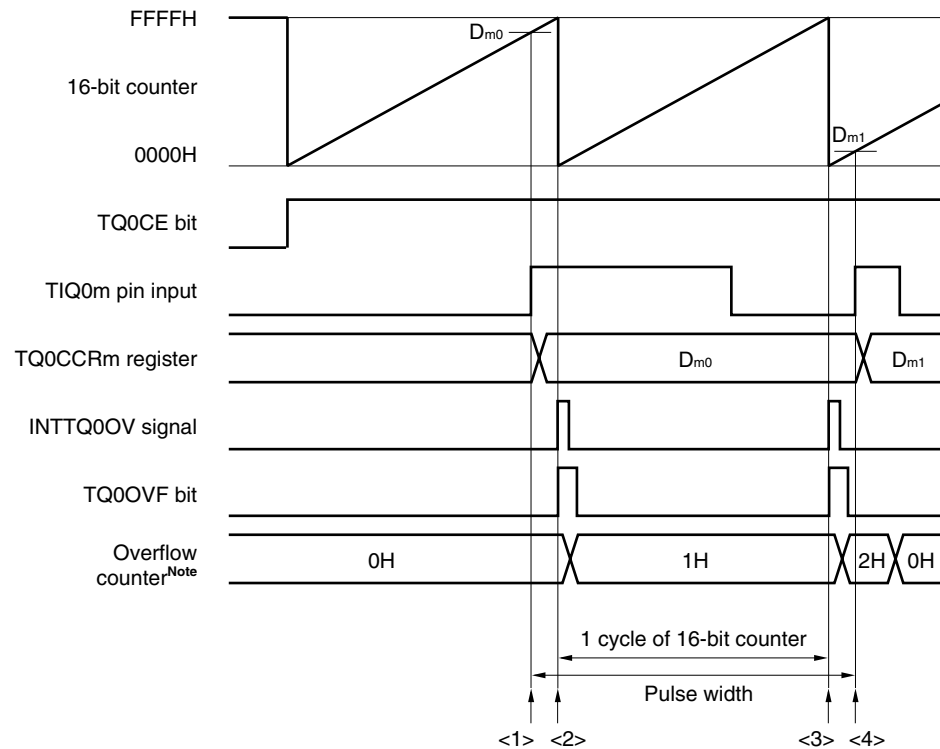 FFFFH
Dm0
16-bit counter
Dm1
0000H
TQ0CE bit
TIQ0m pin input
TQ0CCRm register
Dm0
Dm1
INTTQ0OV signal
TQ0OVF bit
Overflow
counterNote
0H
1H
2H
0H
1 cycle of 16-bit counter
Pulse width
<1> <2> <3> <4>